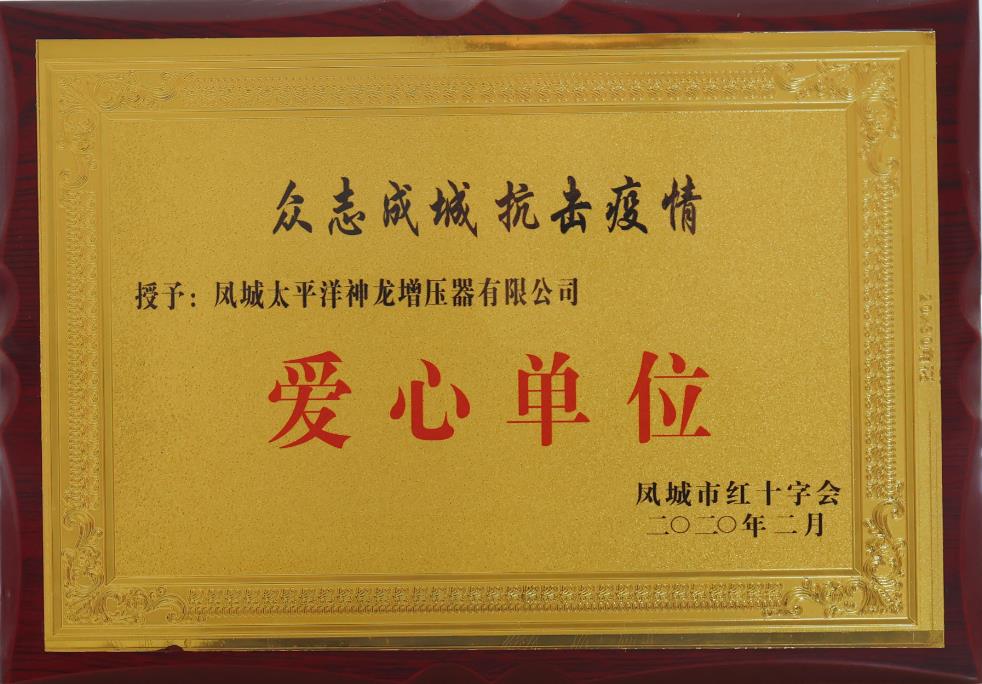 众志成城 抗击疫情
授予：凤城太平洋神龙增压器有限公司
爱心单位
凤城市红十字会
二〇二〇年二月